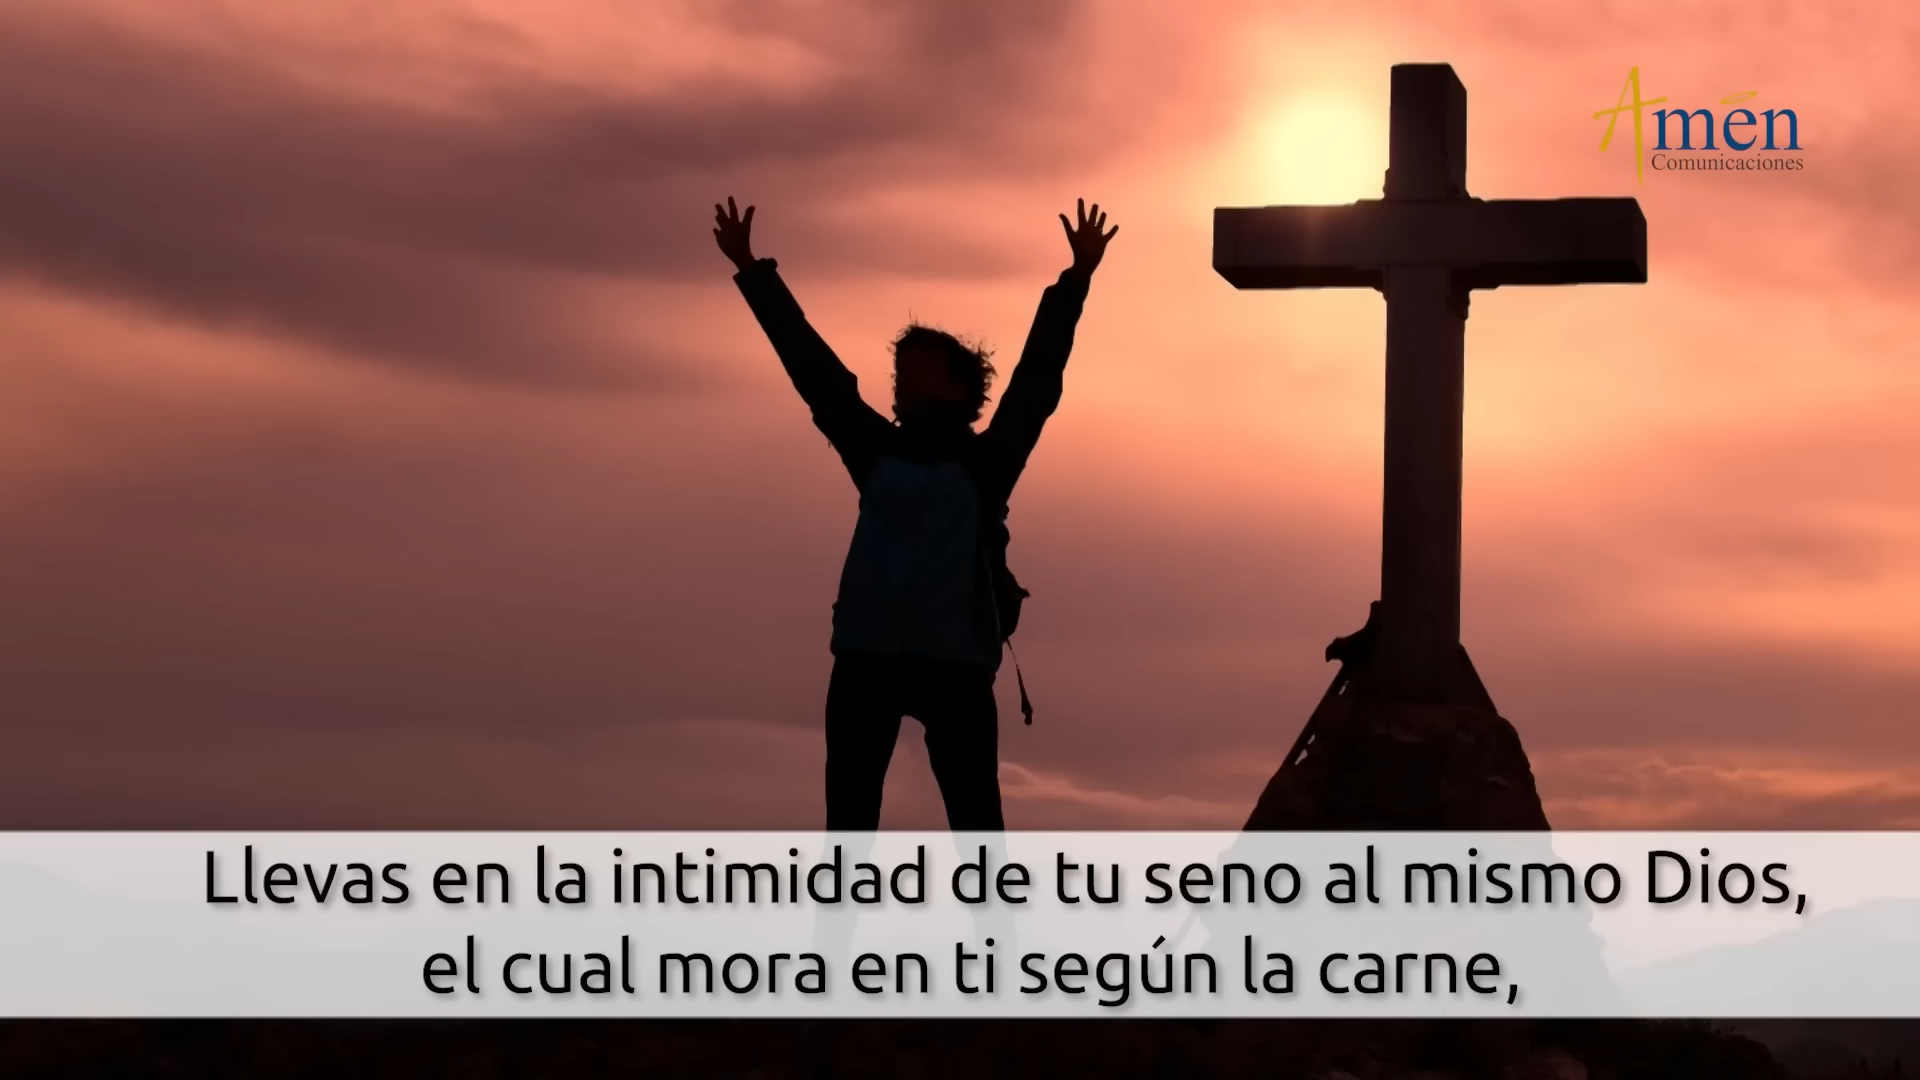 Amén
Comunicaciones
Llevas en la intimidad de tu seno al mismo Dios,
el cual mora en ti según la carne,